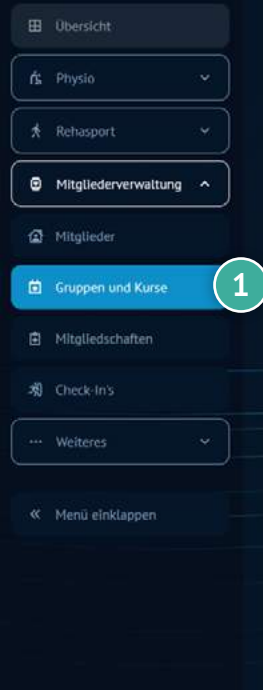 Übersicht
Physio
Rehasport
Mitgliederverwaltung
Mitglieder
Gruppen und Kurse
1
Mitgliedschaften
Check-In's
Weiteres
Menü einklappen